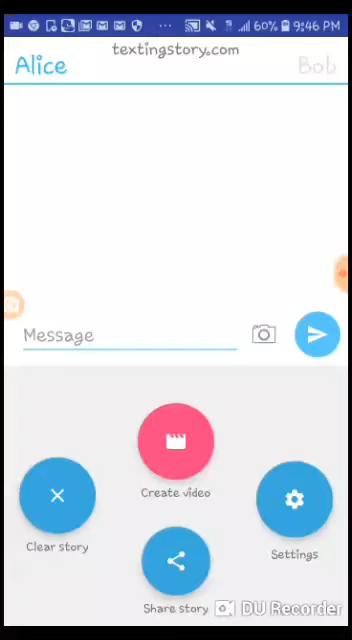 60% 9:46 PM
textingstory.com
Alice Bob
Message
Create video
Clear story
Settings
Share story
DU Recorder